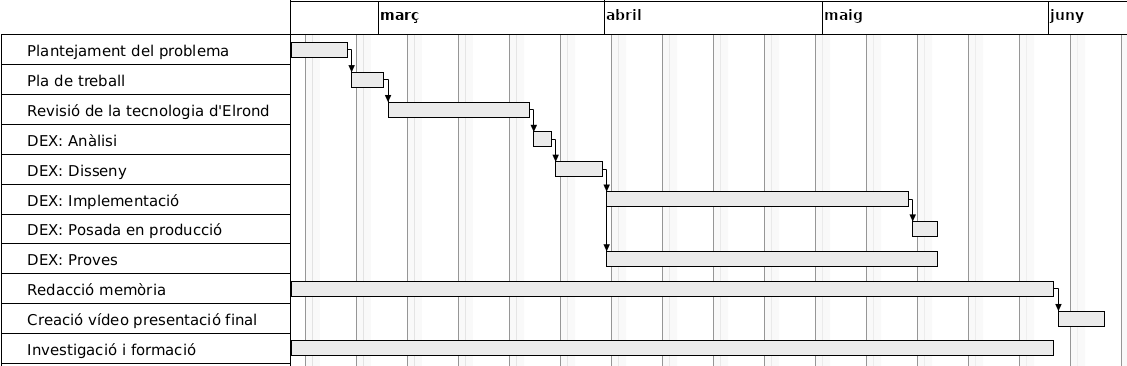 març abril maig juny
Plantejament del problema
Pla de treball
Revisió de la tecnologia d'Elrond
DEX: Anàlisi
DEX: Disseny
DEX: Implementació
DEX: Posada en producció
DEX: Proves
Redacció memòria
Creació vídeo presentació final
Investigació i formació